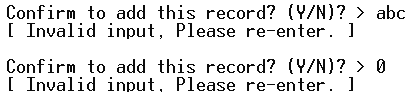 Confirm to add this record? (Y/N)? > abc
[ Invalid input, Please re-enter. ]
Confirm to add this record? (Y/N)? > 0
[ Invalid input, Please re-enter. ]